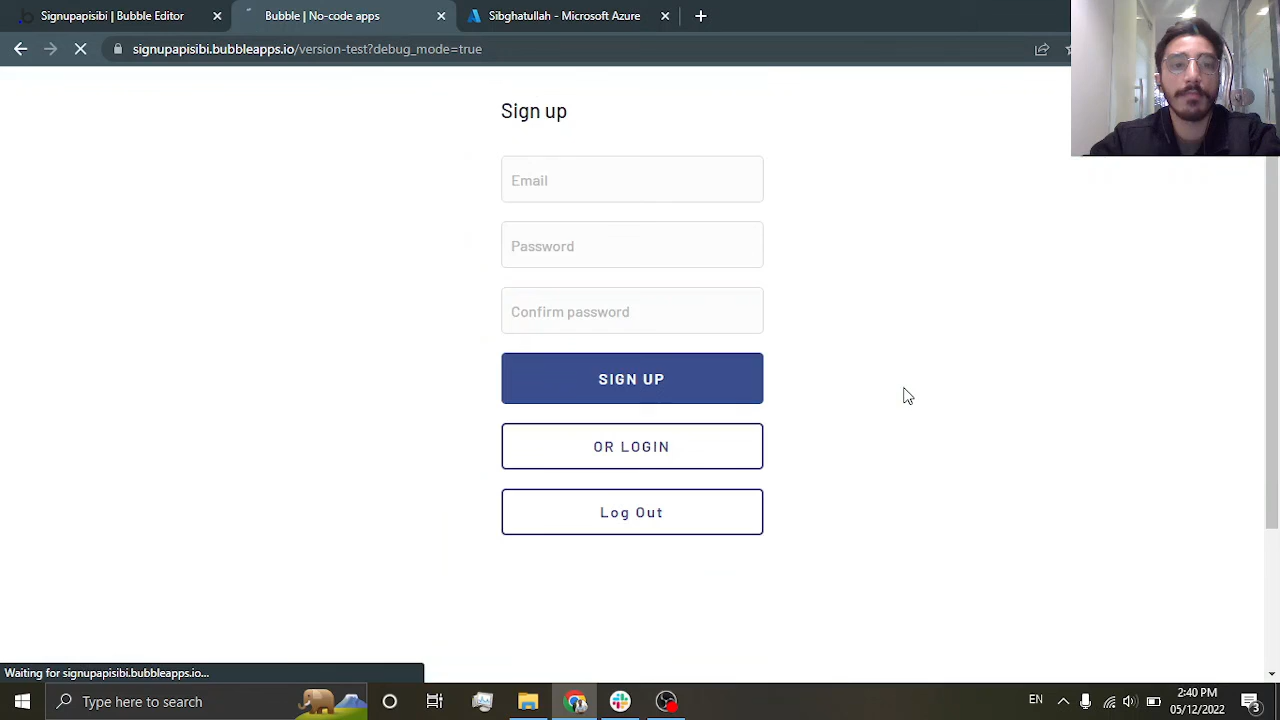 Signupapisibi | Bubble Editor
Bubble | No-code apps
Sibghatullah - Microsoft Azure
signupapisibi.bubbleapps.io/version-test?debug_mode=true
Sign up
Email
Password
Confirm password
SIGN UP
OR LOGIN
Log Out
Waiting for signupapisibi.bubbleapps.io...
Type here to search
EN
2:40 PM
05/12/2022
3